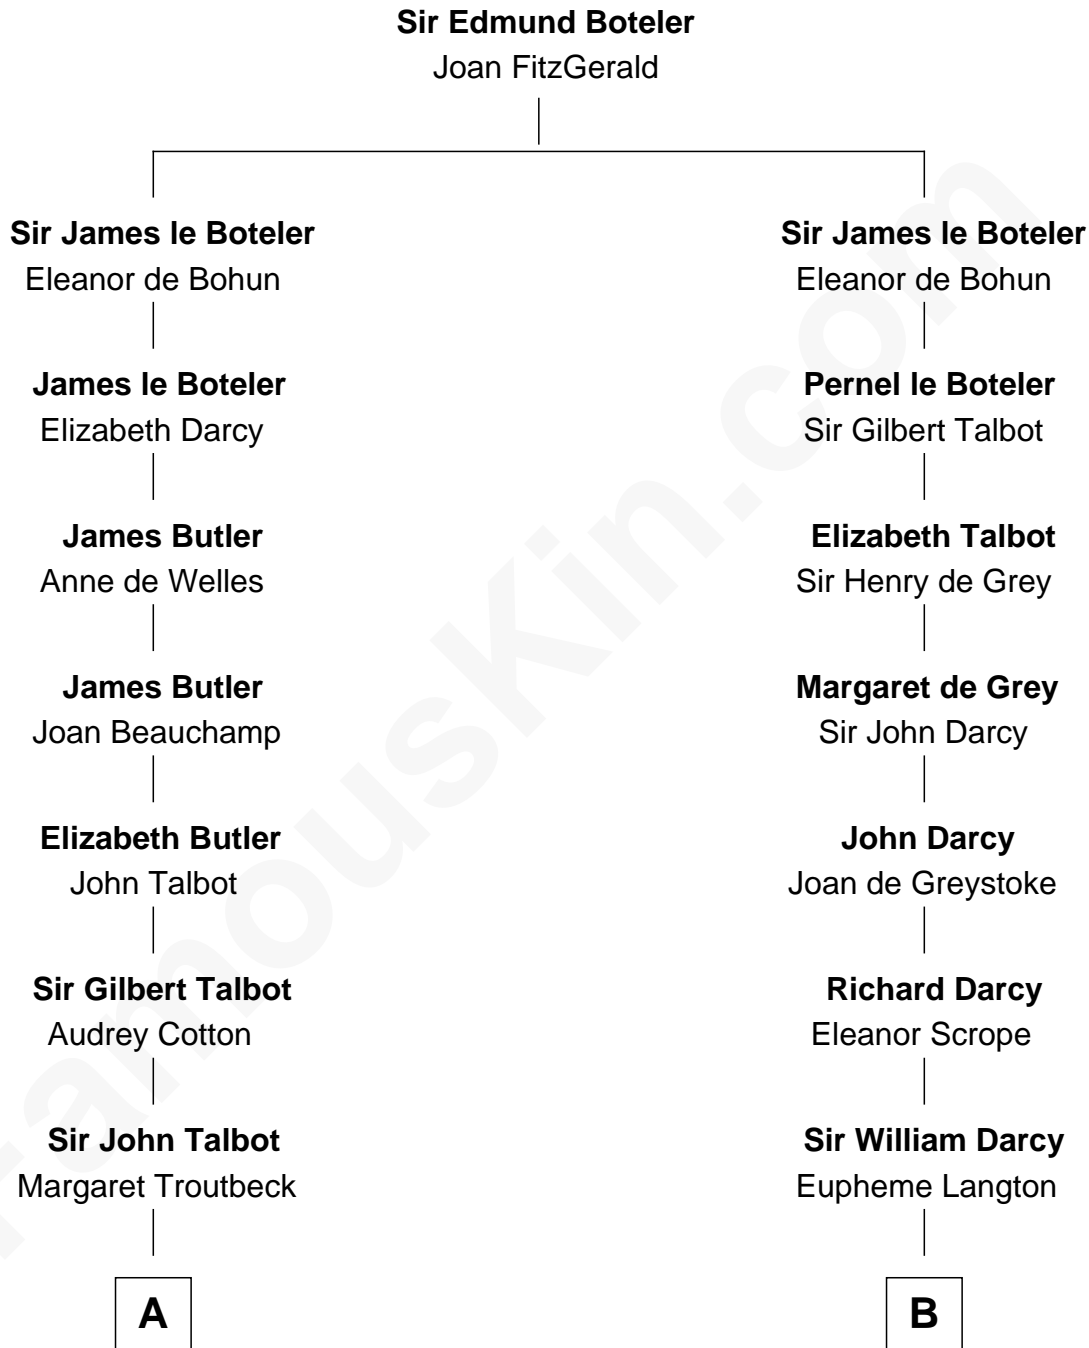 Sir Edmund Boteler
Joan FitzGerald
Sir James le Boteler
Eleanor de Bohun
James le Boteler
Elizabeth Darcy
James Butler
Anne de Welles
James Butler
Joan Beauchamp
Elizabeth Butler
John Talbot
Sir Gilbert Talbot
Audrey Cotton
Sir John Talbot
Margaret Troutbeck
A
Sir James le Boteler
Eleanor de Bohun
Pernel le Boteler
Sir Gilbert Talbot
Elizabeth Talbot
Sir Henry de Grey
Margaret de Grey
Sir John Darcy
John Darcy
Joan de Greystoke
Richard Darcy
Eleanor Scrope
Sir William Darcy
Eupheme Langton
B
FamousKin.com